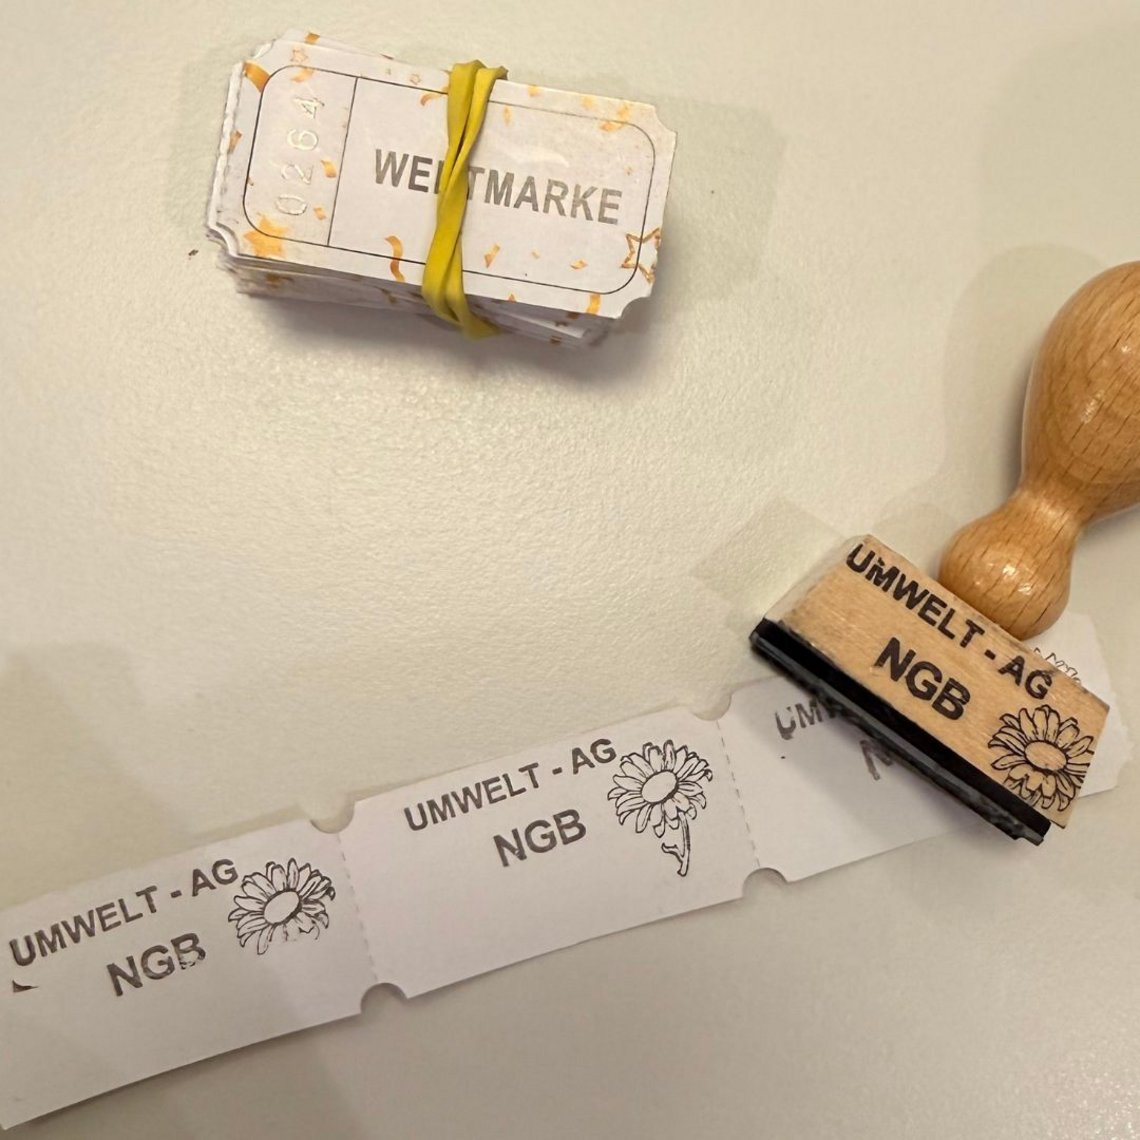 0264
WERTMARKE
UMWELT - AG
NGB
UMWELT - AG
NGB
UMWELT - AG
NGB